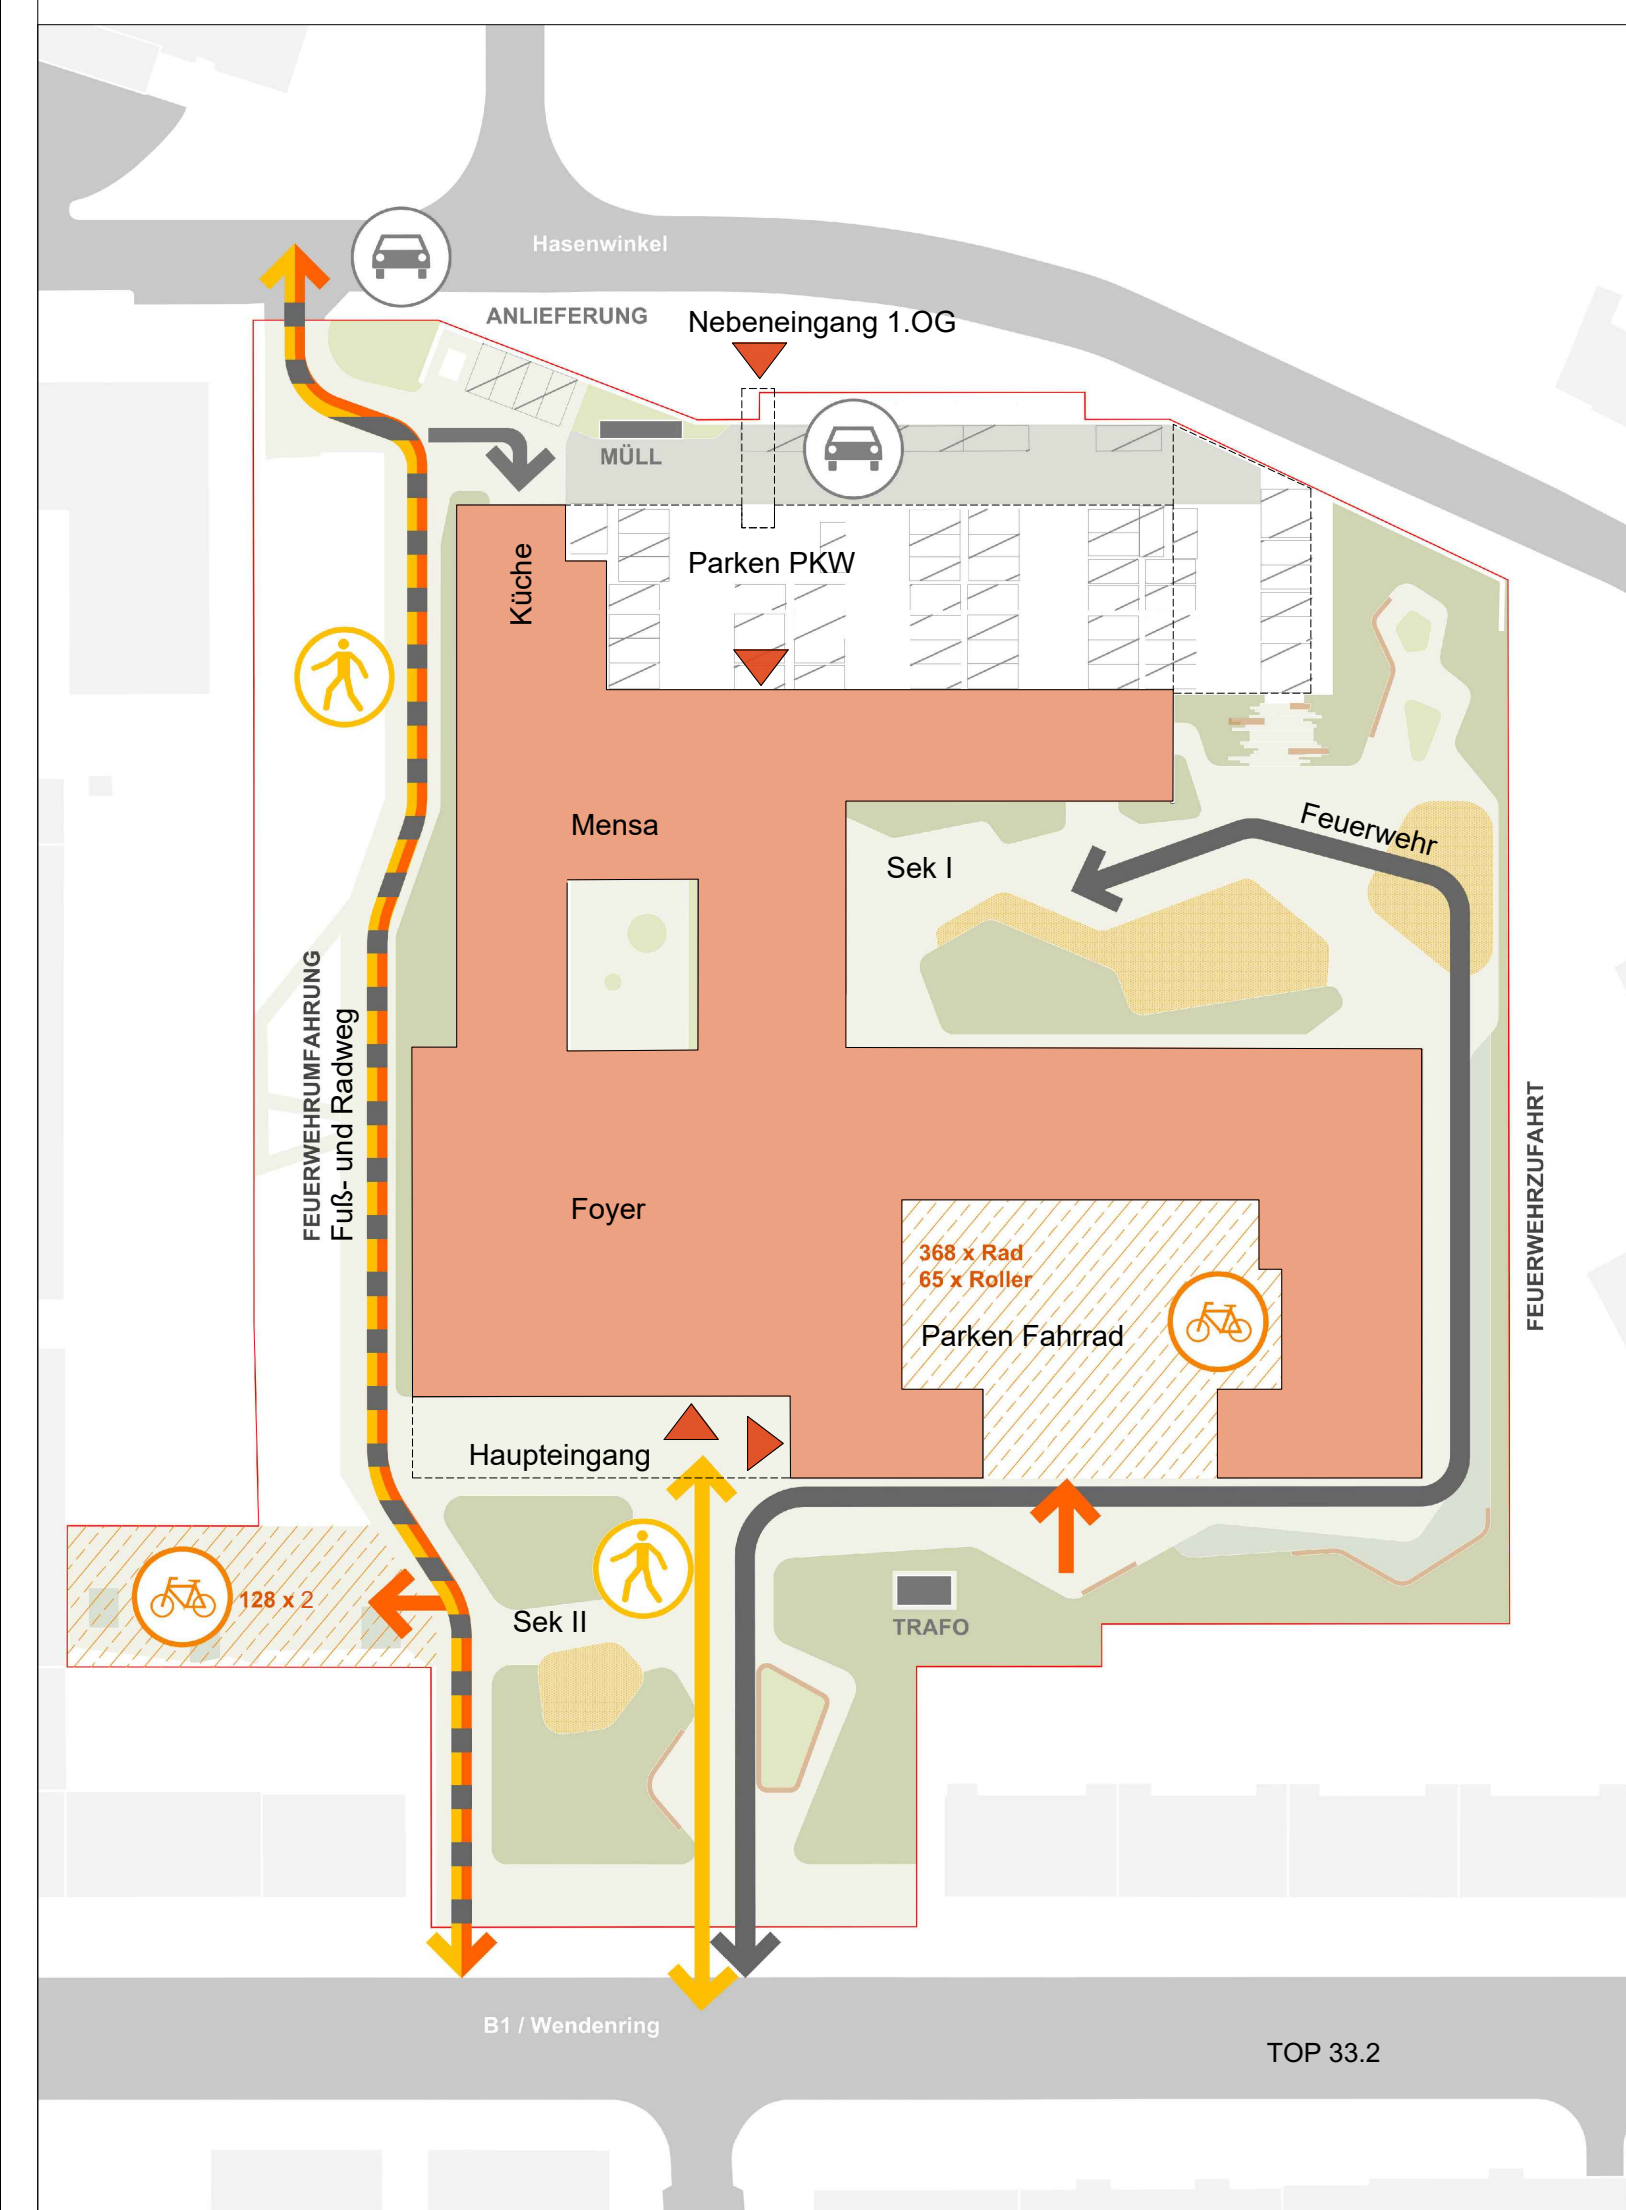 Hasenwinkel
ANLIEFERUNG
Nebeneingang 1.OG
MÜLL
Küche
Parken PKW
Mensa
Feuerwehr
Sek I
FEUERWEHRUMFAHRUNG
Fuß- und Radweg
FEUERWEHRZUFAHRT
Foyer
368 x Rad
65 x Roller
Parken Fahrrad
Haupteingang
128 x 2
Sek II
TRAFO
B1 / Wendenring
TOP 33.2